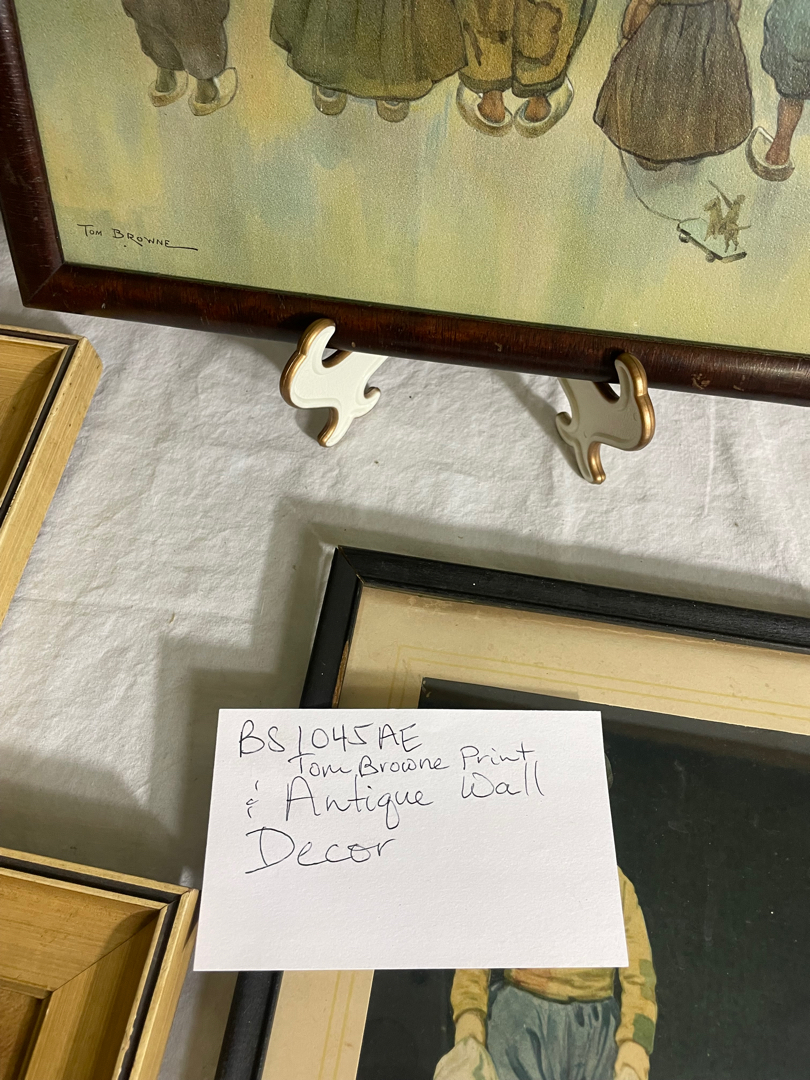 Tom Browne
BS1045AE
Tom Browne Print
& Antique Wall
Decor